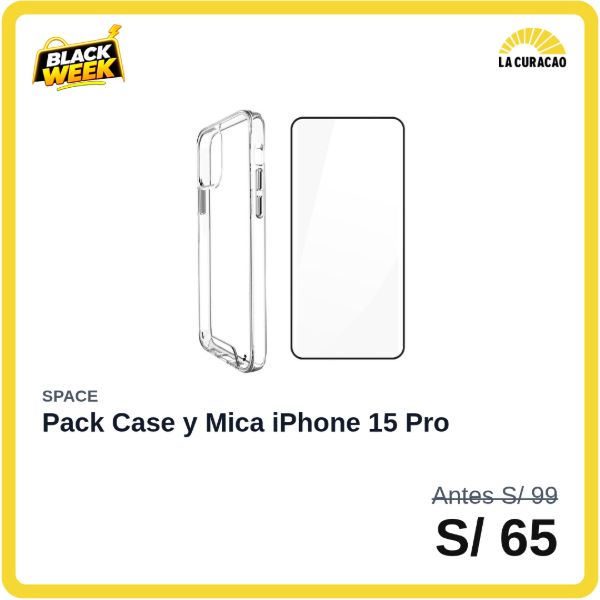 BLACK
WEEK
LA CURACAO
SPACE
Pack Case y Mica iPhone 15 Pro
Antes S/ 99
S/ 65